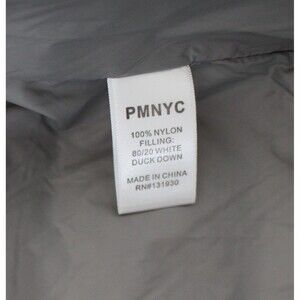 PMNYC
100% NYLON
FILLING:
80/20 WHITE
DUCK DOWN
MADE IN CHINA
RN#131930